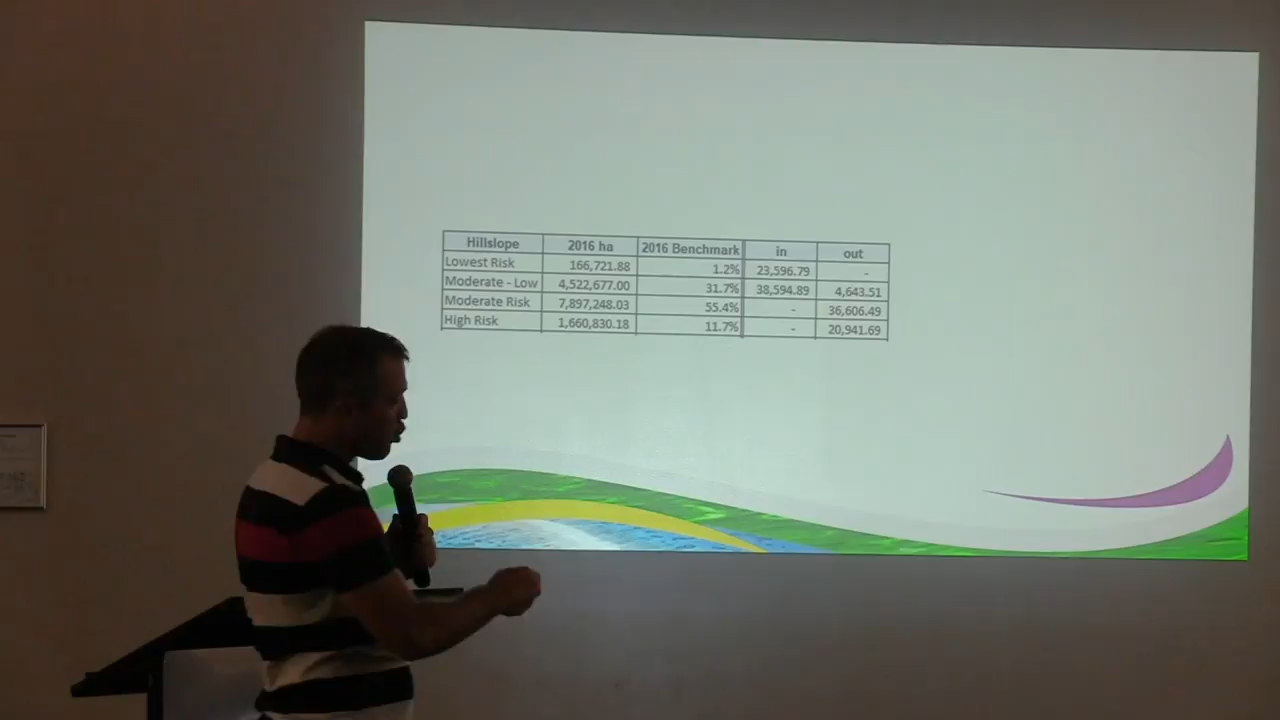 Hillslope 2016 ha 2016 Benchmark in out
Lowest Risk 166,721.88 1.2% 23,596.79 -
Moderate - Low 4,522,677.00 31.7% 38,594.89 4,643.51
Moderate Risk 7,897,248.03 55.4% - 36,606.49
High Risk 1,660,830.18 11.7% - 20,941.69